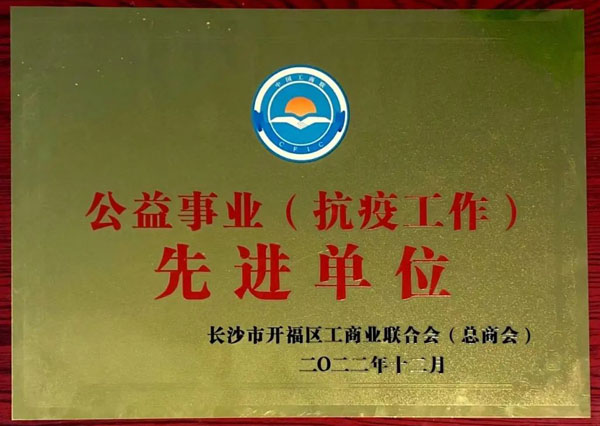 中国工商联
CFIC
公益事业（抗疫工作）
先进单位
长沙市开福区工商业联合会（总商会）
二〇二二年十二月